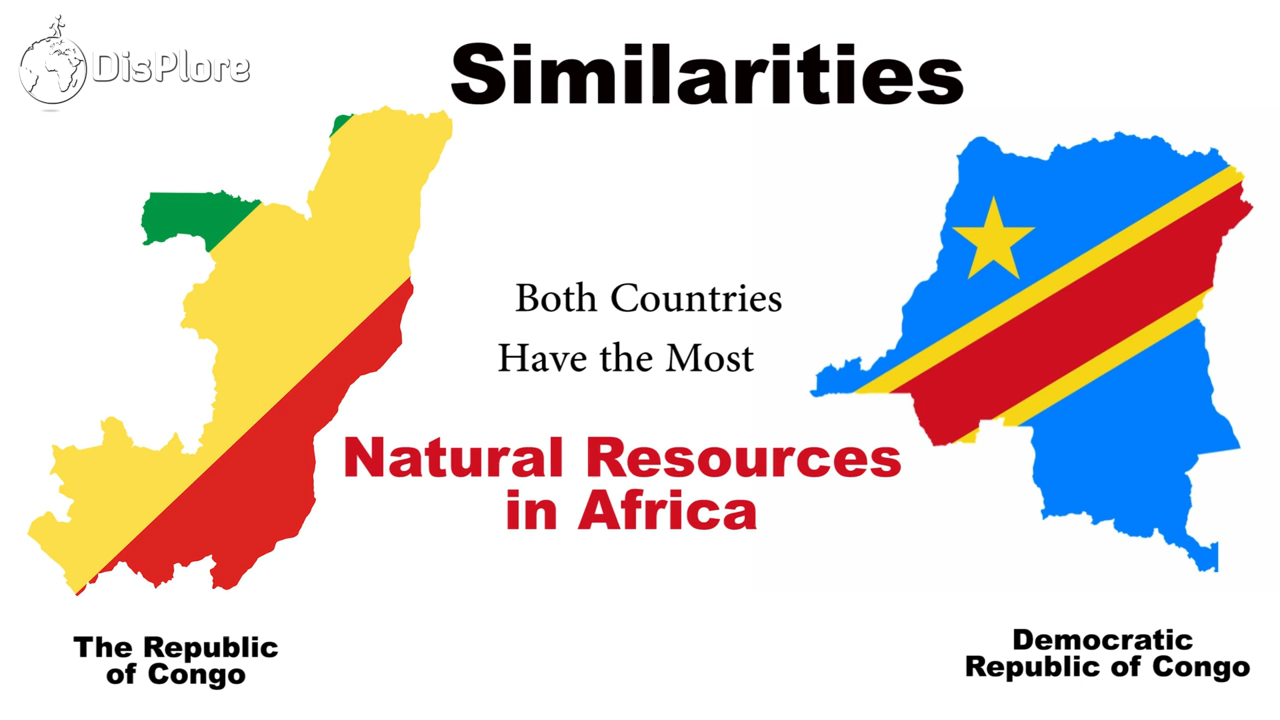 DisPlore
Similarities
Both Countries
Have the Most
Natural Resources
in Africa
The Republic
of Congo
Democratic
Republic of Congo